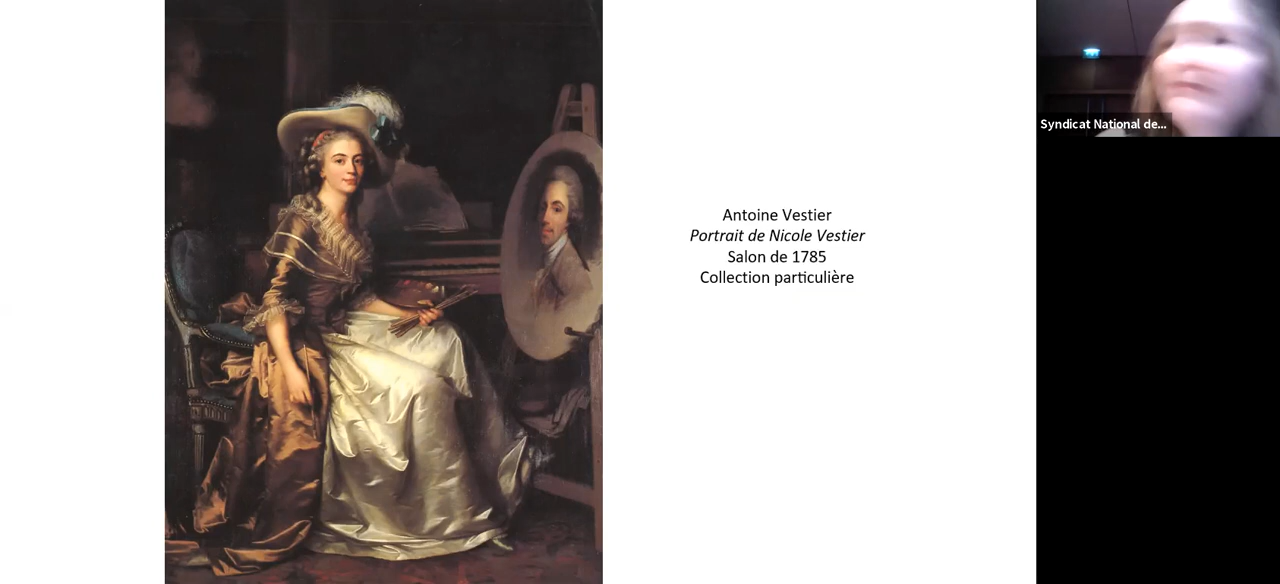 Antoine Vestier
Portrait de Nicole Vestier
Salon de 1785
Collection particulière
Syndicat National de...